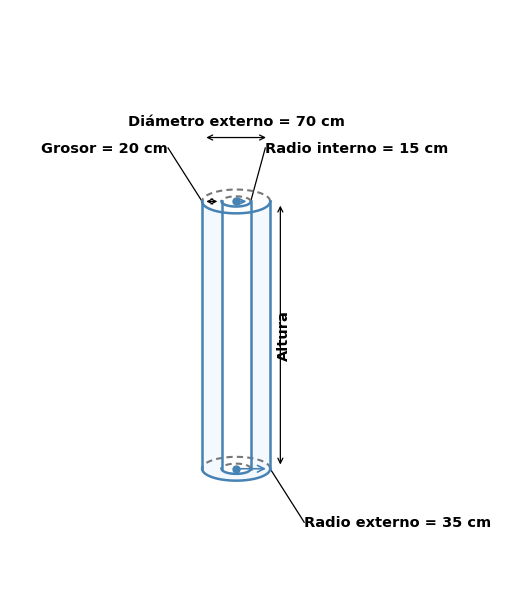 Diámetro externo = 70 cm
Grosor = 20 cm
Radio interno = 15 cm
Altura
Radio externo = 35 cm